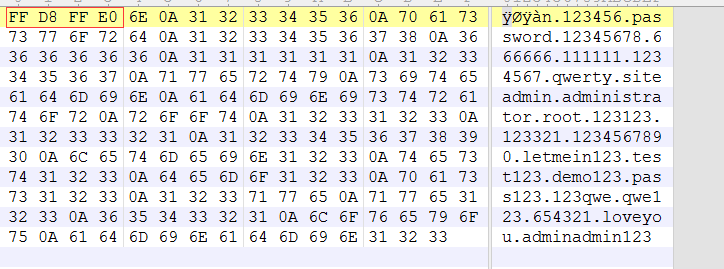 FF D8 FF E0 6E 0A 31 32 33 34 35 36 0A 70 61 73 ÿØÿàn.123456.pas
73 77 6F 72 64 0A 31 32 33 34 35 36 37 38 0A 36 sword.12345678.6
36 36 36 36 36 0A 31 31 31 31 31 31 0A 31 32 33 66666.111111.123
34 35 36 37 0A 71 77 65 72 74 79 0A 73 69 74 65 4567.qwerty.site
61 64 6D 69 6E 0A 61 64 6D 69 6E 69 73 74 72 61 admin.administra
74 6F 72 0A 72 6F 6F 74 0A 31 32 33 31 32 33 0A tor.root.123123.
31 32 33 33 32 31 0A 31 32 33 34 35 36 37 38 39 123321.123456789
30 0A 6C 65 74 6D 65 69 6E 31 32 33 0A 74 65 73 0.letmein123.tes
74 31 32 33 0A 64 65 6D 6F 31 32 33 0A 70 61 73 t123.demo123.pas
73 31 32 33 0A 31 32 33 71 77 65 0A 71 77 65 31 s123.123qwe.qwe1
32 33 0A 36 35 34 33 32 31 0A 6C 6F 76 65 79 6F 23.654321.loveyo
75 0A 61 64 6D 69 6E 61 64 6D 69 6E 31 32 33 u.adminadmin123